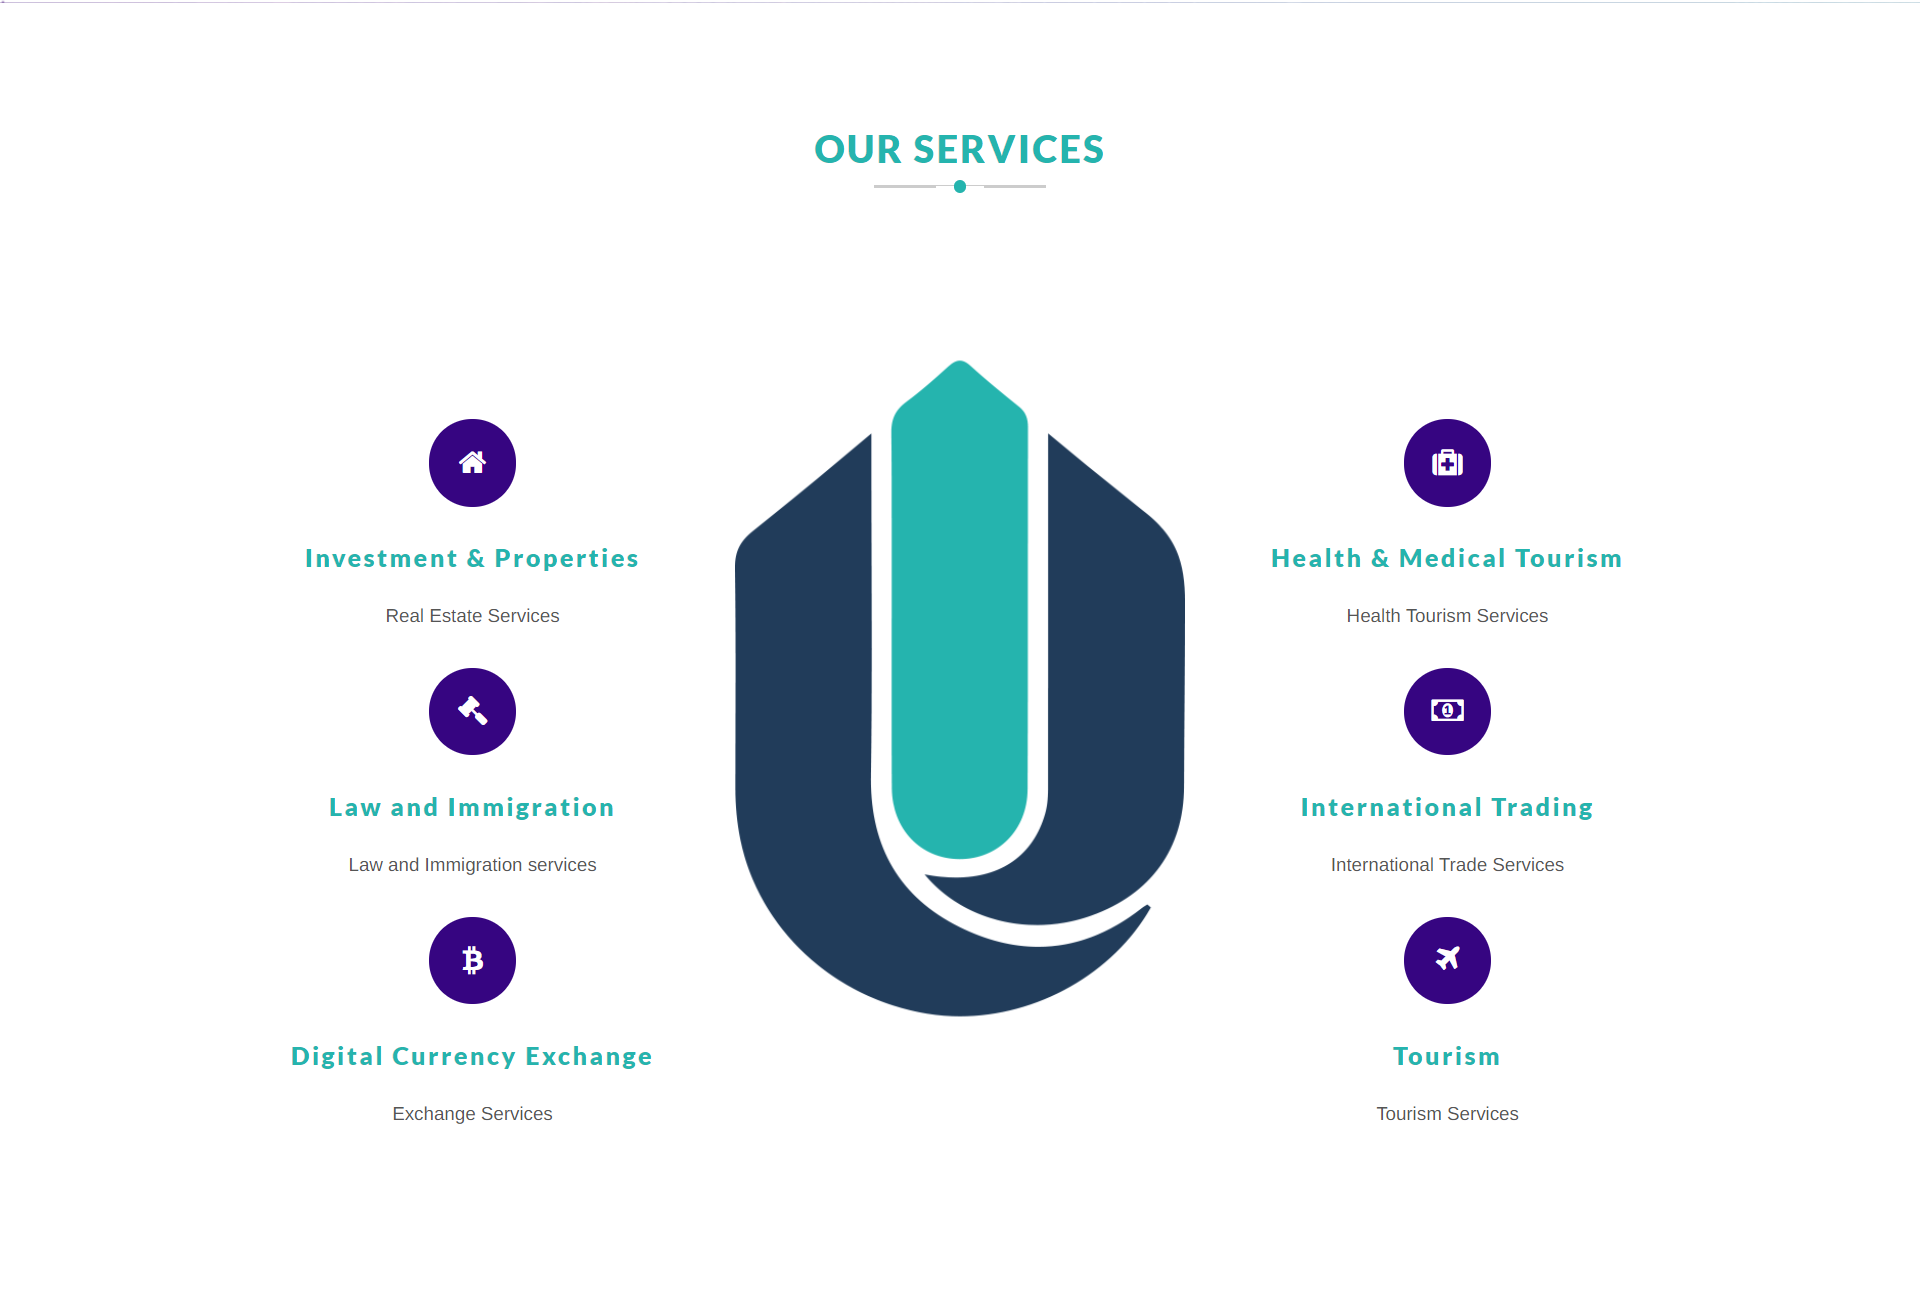 OUR SERVICES
Investment & Properties
Real Estate Services
Law and Immigration
Law and Immigration services
Digital Currency Exchange
Exchange Services
Health & Medical Tourism
Health Tourism Services
1
International Trading
International Trade Services
Tourism
Tourism Services